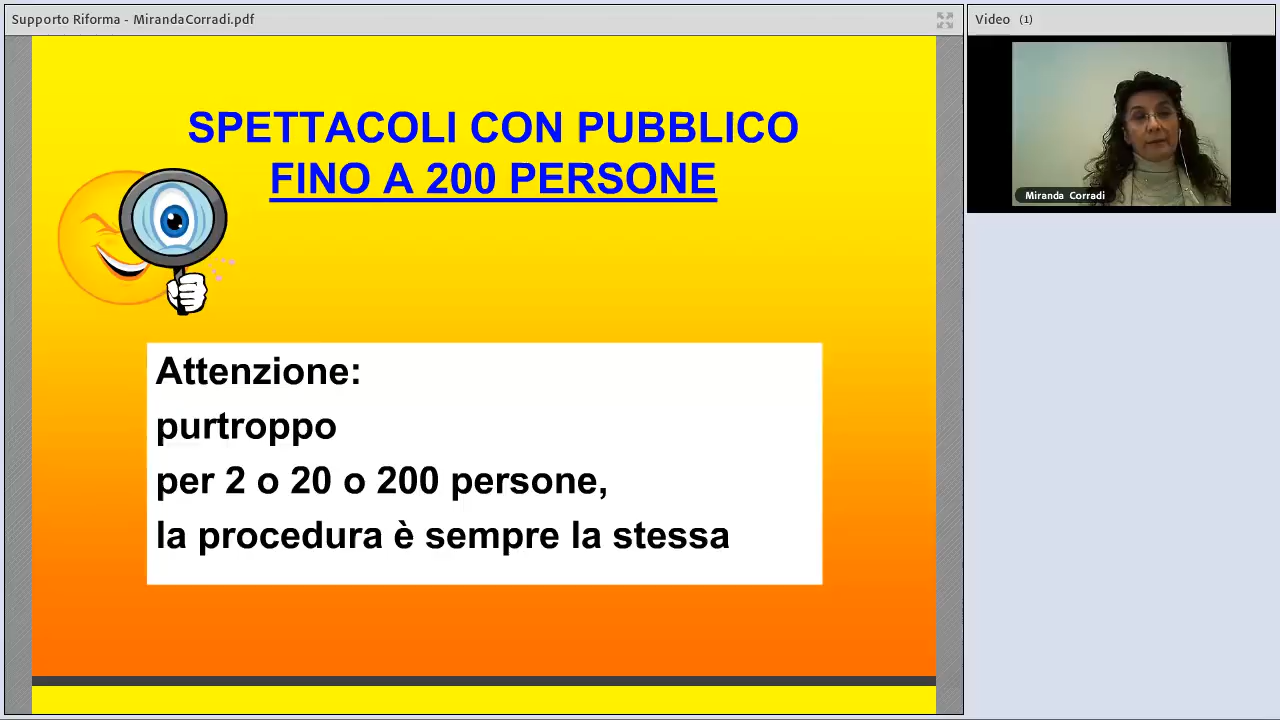 Supporto Riforma - MirandaCorradi.pdf
Video (1)
SPETTACOLI CON PUBBLICO
FINO A 200 PERSONE
Miranda Corradi
Attenzione:
purtroppo
per 2 o 20 o 200 persone,
la procedura è sempre la stessa